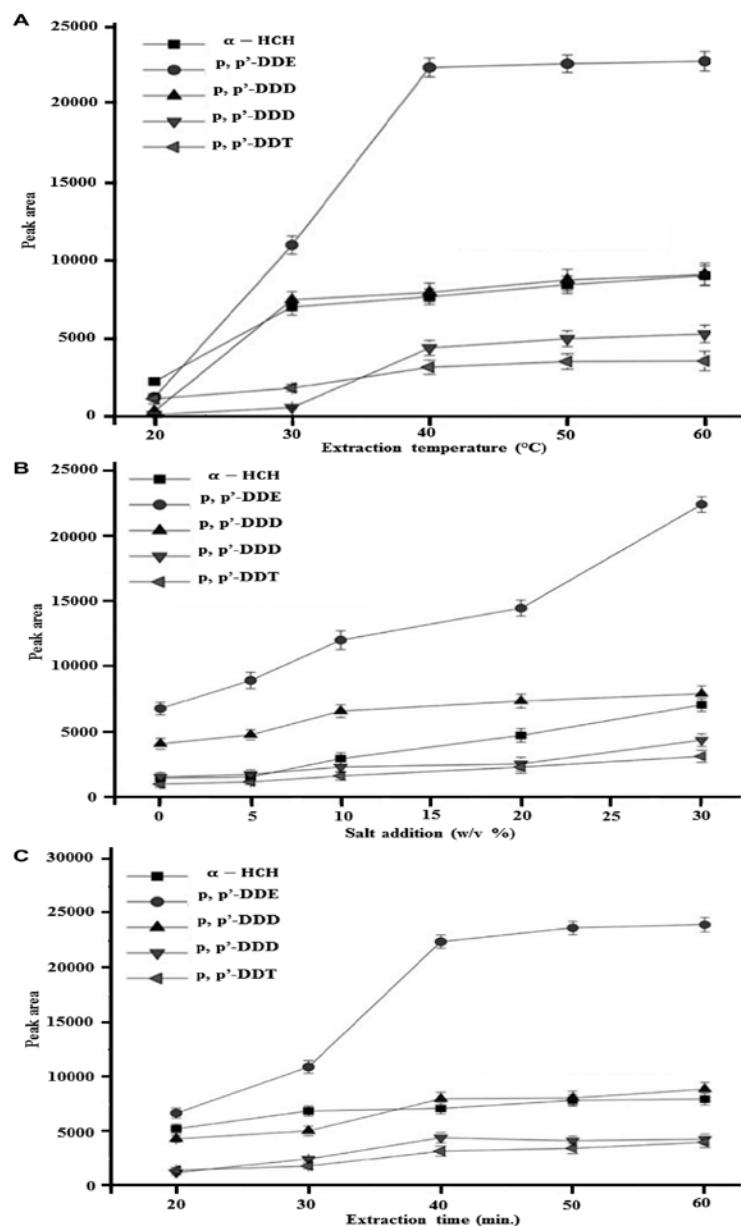 A
25000
20000
15000
10000
5000
0
Peak area
α – HCH
p, p’-DDE
p, p’-DDD
p, p’-DDD
p, p’-DDT
20 30 40 50 60
Extraction temperature (°C)
B
25000
20000
15000
10000
5000
0
Peak area
α – HCH
p, p’-DDE
p, p’-DDD
p, p’-DDD
p, p’-DDT
0 5 10 15 20 25 30
Salt addition (w/v %)
C
30000
25000
20000
15000
10000
5000
0
Peak area
α – HCH
p, p’-DDE
p, p’-DDD
p, p’-DDD
p, p’-DDT
20 30 40 50 60
Extraction time (min.)